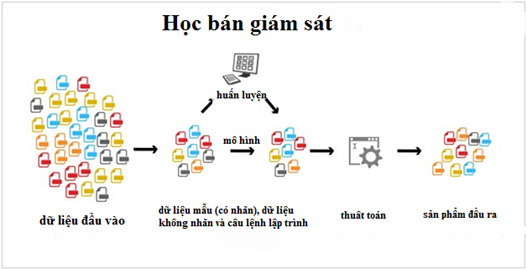 Học bán giám sát
huấn luyện
mô hình
dữ liệu đầu vào
dữ liệu mẫu (có nhãn), dữ liệu
không nhãn và câu lệnh lập trình
thuât toán
sản phẩm đầu ra